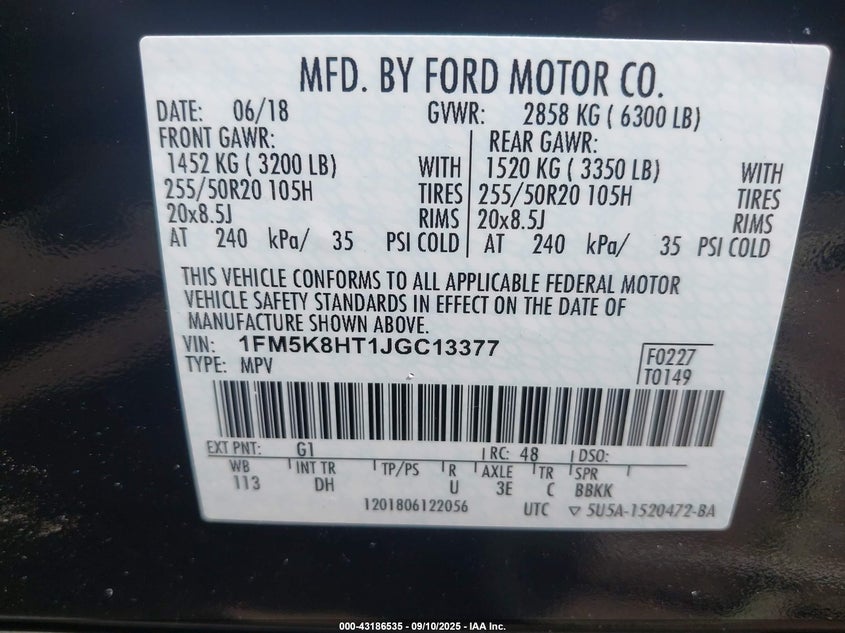 MFD. BY FORD MOTOR CO.
DATE: 06/18 GVWR: 2858 KG ( 6300 LB)
FRONT GAWR: REAR GAWR:
1452 KG ( 3200 LB) WITH 1520 KG ( 3350 LB) WITH
255/50R20 105H TIRES 255/50R20 105H TIRES
20x8.5J RIMS 20x8.5J RIMS
AT 240 kPa/ 35 PSI COLD AT 240 kPa/ 35 PSI COLD
THIS VEHICLE CONFORMS TO ALL APPLICABLE FEDERAL MOTOR
VEHICLE SAFETY STANDARDS IN EFFECT ON THE DATE OF
MANUFACTURE SHOWN ABOVE.
VIN: 1FM5K8HT1JGC13377 F0227
TYPE: MPV T0149
EXT PNT: G1 RC: 48 DSO:
WB INT TR TP/PS R AXLE TR SPR
113 DH U 3E C BBKK
1201806122056 UTC ▽ 5U5A-1520472-BA
000-43186535 - 09/10/2025 - IAA Inc.